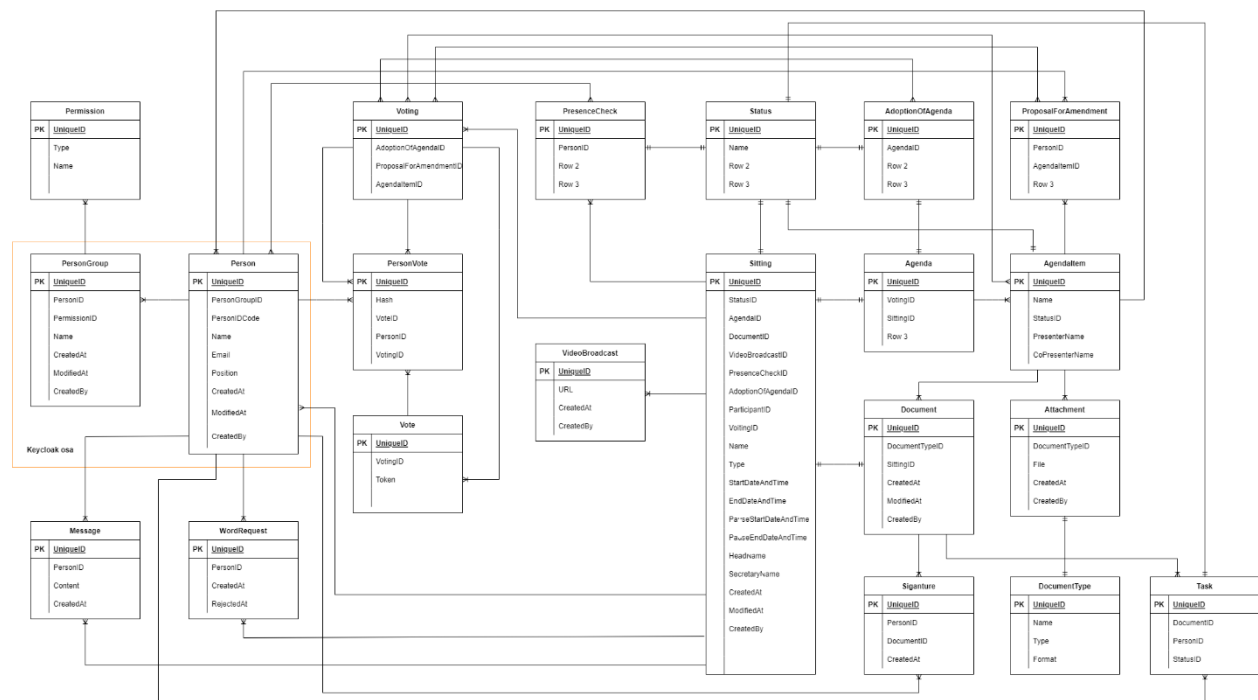 Permission
PK UniqueID
Type
Name
Voting
PK UniqueID
AdoptionOfAgendaID
ProposalForAmendmentID
AgendaItemID
PresenceCheck
PK UniqueID
PersonID
Row 2
Row 3
Status
PK UniqueID
Name
Row 2
Row 3
AdoptionOfAgenda
PK UniqueID
AgendaID
Row 2
Row 3
ProposalForAmendment
PK UniqueID
PersonID
AgendaItemID
Row 3
PersonGroup
PK UniqueID
PersonID
PermissionID
Name
CreatedAt
ModifiedAt
CreatedBy
Person
PK UniqueID
PersonGroupID
PersonIDCode
Name
Email
Position
CreatedAt
ModifiedAt
CreatedBy
Keycloak osa
PersonVote
PK UniqueID
Hash
VoteID
PersonID
VotingID
Sitting
PK UniqueID
StatusID
AgendaID
DocumentID
VideoBroadcastID
PresenceCheckID
AdoptionOfAgendaID
ParticipantID
VoitingID
Name
Type
StartDateAndTime
EndDateAndTime
PauseStartDateAndTime
PauseEndDateAndTime
HeadName
SecretaryName
CreatedAt
ModifiedAt
CreatedBy
Agenda
PK UniqueID
VotingID
SittingID
Row 3
AgendaItem
PK UniqueID
Name
StatusID
PresenterName
CoPresenterName
VideoBroadcast
PK UniqueID
URL
CreatedAt
CreatedBy
Vote
PK UniqueID
VotingID
Token
Document
PK UniqueID
DocumentTypeID
SittingID
CreatedAt
ModifiedAt
CreatedBy
Attachment
PK UniqueID
DocumentTypeID
File
CreatedAt
CreatedBy
Message
PK UniqueID
PersonID
Content
CreatedAt
WordRequest
PK UniqueID
PersonID
CreatedAt
RejectedAt
Siganture
PK UniqueID
PersonID
DocumentID
CreatedAt
DocumentType
PK UniqueID
Name
Type
Format
Task
PK UniqueID
DocumentID
PersonID
StatusID